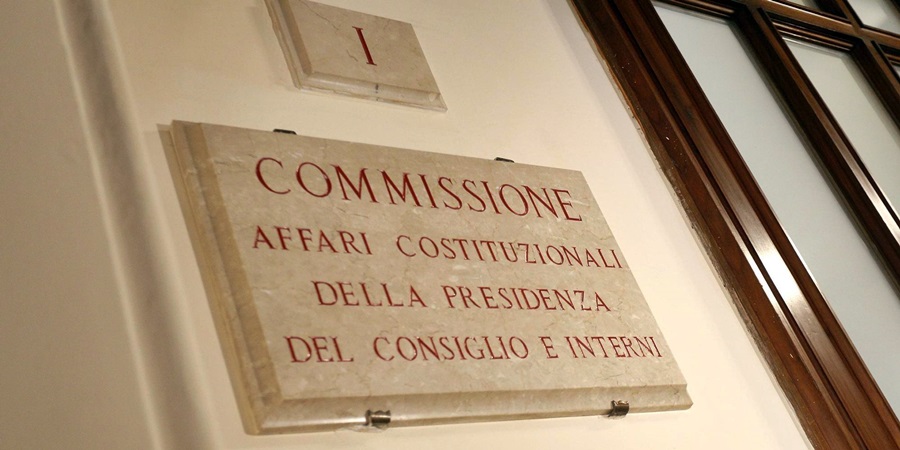 I
COMMISSIONE
AFFARI COSTITUZIONALI
DELLA PRESIDENZA
DEL CONSIGLIO E INTERNI